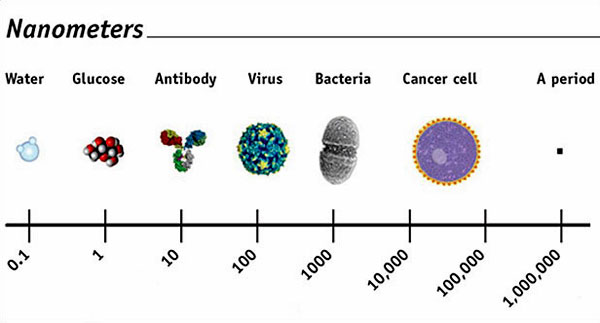 Nanometers
Water Glucose Antibody Virus Bacteria Cancer cell A period
0.1 1 10 100 1000 10,000 100,000 1,000,000